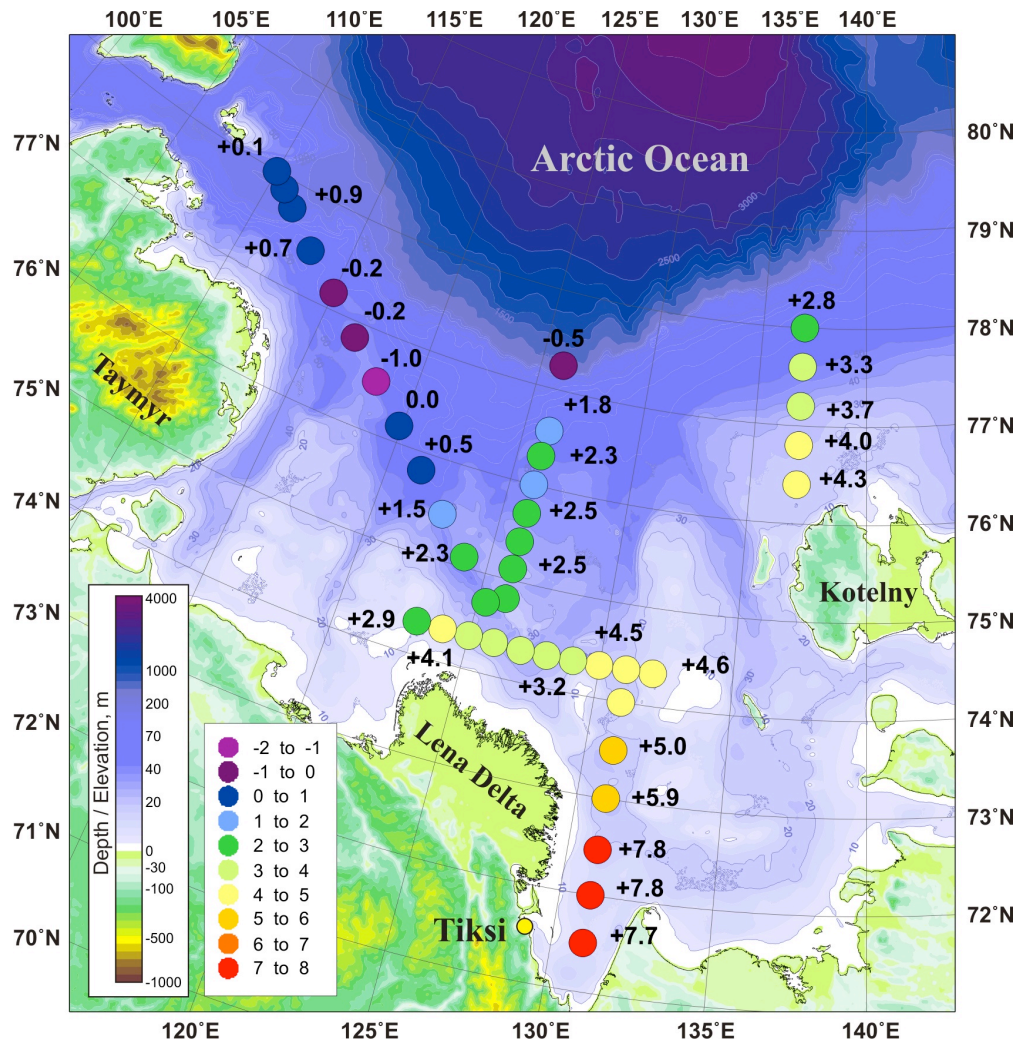 100°E 105°E 110°E 115°E 120°E 125°E 130°E 135°E 140°E
77°N
80°N
Arctic Ocean
+0.1
+0.9
3000
79°N
+0.7
2500
76°N
-0.2
1500
+2.8
78°N
-0.2
-0.5
+3.3
Taymyr
75°N
-1.0
+1.8
+3.7
0.0
77°N
+0.5
+2.3
+4.0
+4.3
74°N
+1.5
+2.5
76°N
+2.3
+2.5
Kotelny
73°N
+2.9
+4.5
75°N
+4.1
+3.2
+4.6
72°N
74°N
Lena Delta
+5.0
+5.9
73°N
71°N
+7.8
+7.8
72°N
Tiksi
+7.7
70°N
Depth / Elevation, m
4000
1000
200
70
40
20
0
-30
-100
-500
-1000
-2 to -1
-1 to 0
0 to 1
1 to 2
2 to 3
3 to 4
4 to 5
5 to 6
6 to 7
7 to 8
120°E 125°E 130°E 135°E 140°E